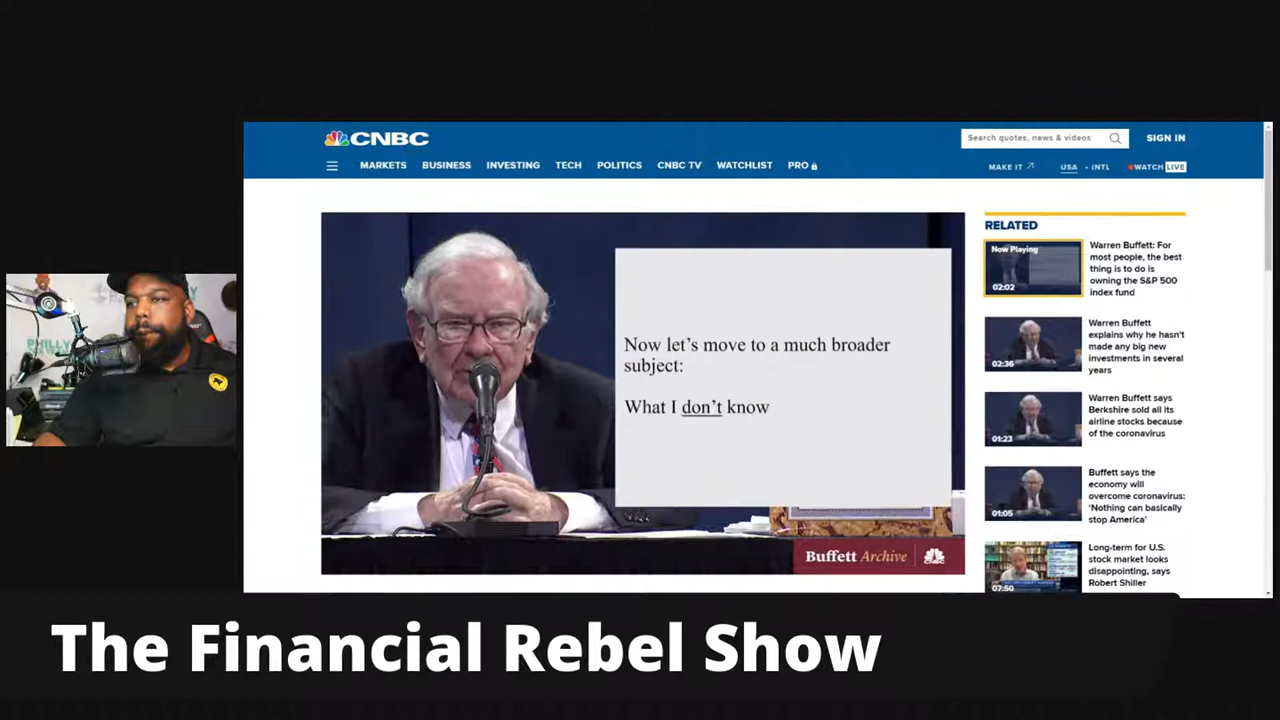 CNBC
Search quotes, news & videos
SIGN IN
MARKETS BUSINESS INVESTING TECH POLITICS CNBC TV WATCHLIST PRO
MAKE IT USA • INTL WATCH LIVE
Now let's move to a much broader
subject:
What I don't know
Buffett Archive
CNBC
RELATED
Now Playing
02:02
Warren Buffett: For
most people, the best
thing is to do is
owning the S&P 500
index fund
02:36
Warren Buffett
explains why he hasn't
made any big new
investments in several
years
01:23
Warren Buffett says
Berkshire sold all its
airline stocks because
of the coronavirus
01:05
Buffett says the
economy will
overcome coronavirus:
'Nothing can basically
stop America'
07:50
Long-term for U.S.
stock market looks
disappointing, says
Robert Shiller
The Financial Rebel Show